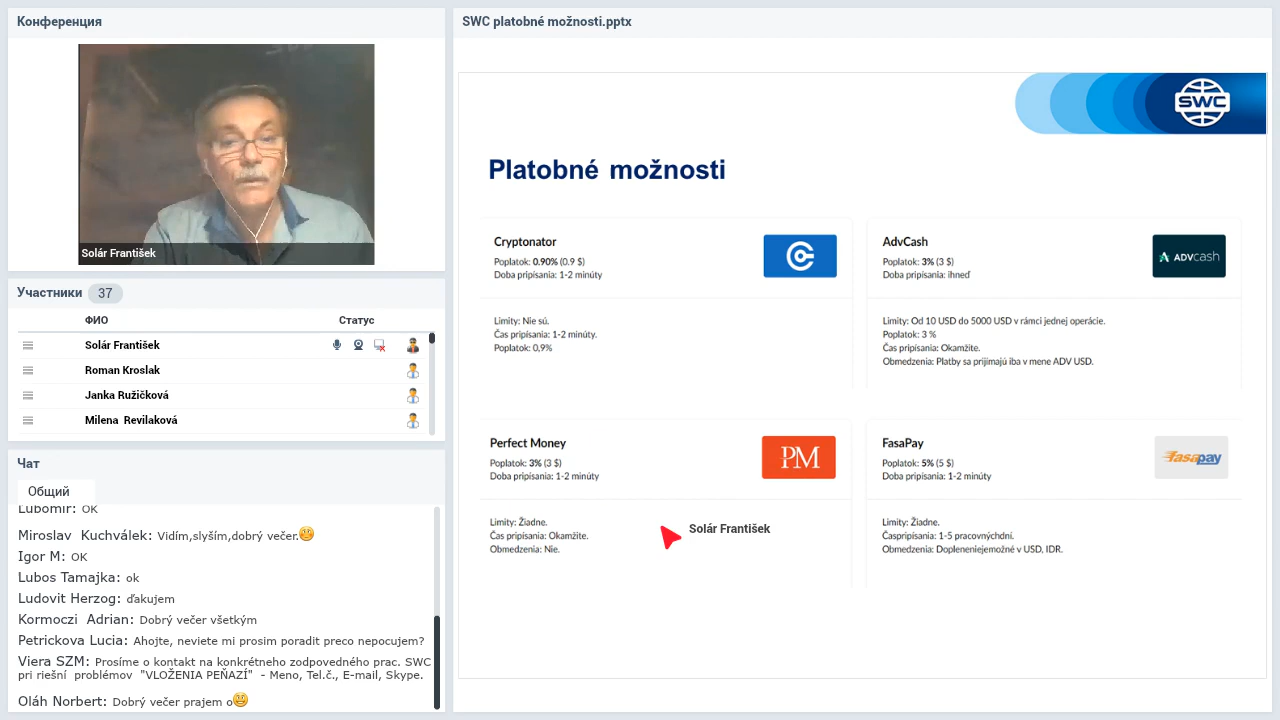 Конференция
Solár František
Участники 37
ФИО Статус
Solár František
Roman Kroslak
Janka Ružičková
Milena Revilaková
Чат
Общий
Lubomir: OK
Miroslav Kuchválek: Vidím,slyším,dobrý večer.
Igor M: OK
Lubos Tamajka: ok
Ludovit Herzog: ďakujem
Kormoczi Adrian: Dobrý večer všetkým
Petrickova Lucia: Ahojte, neviete mi prosim poradit preco nepocujem?
Viera SZM: Prosíme o kontakt na konkrétneho zodpovedného prac. SWC
pri riešní problémov "VLOŽENIA PEŇAZÍ" - Meno, Tel.č., E-mail, Skype.
Oláh Norbert: Dobrý večer prajem o
SWC platobné možnosti.pptx
SWC
Platobné možnosti
Cryptonator
Poplatok: 0.90% (0.9 $)
Doba pripísania: 1-2 minúty
Limity: Nie sú.
Čas pripísania: 1-2 minúty.
Poplatok: 0,9%
AdvCash
Poplatok: 3% (3 $)
Doba pripísania: ihneď
ADVcash
Limity: Od 10 USD do 5000 USD v rámci jednej operácie.
Poplatok: 3 %
Čas pripísania: Okamžite.
Obmedzenia: Platby sa prijímajú iba v mene ADV USD.
Perfect Money
Poplatok: 3% (3 $)
Doba pripísania: 1-2 minúty
PM
Limity: Žiadne.
Čas pripísania: Okamžite.
Obmedzenia: Nie.
Solár František
FasaPay
Poplatok: 5% (5 $)
Doba pripísania: 1-2 minúty
fasapay
Limity: Žiadne.
Časpripísania: 1-5 pracovnýchdní.
Obmedzenia: Dopleneniejemožné v USD, IDR.